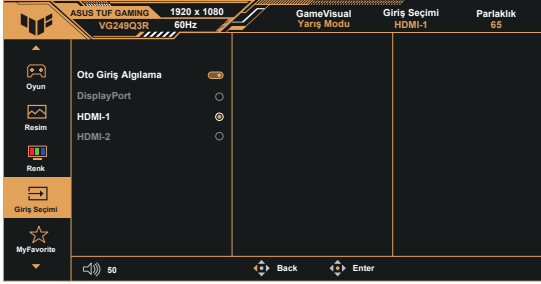 ASUS TUF GAMING 1920 x 1080 GameVisual Giriş Seçimi Parlaklık
VG249Q3R 60Hz Yarış Modu HDMI-1 65
Oyun
Resim
Renk
Giriş Seçimi
MyFavorite
Oto Giriş Algılama
DisplayPort
HDMI-1
HDMI-2
50 Back Enter